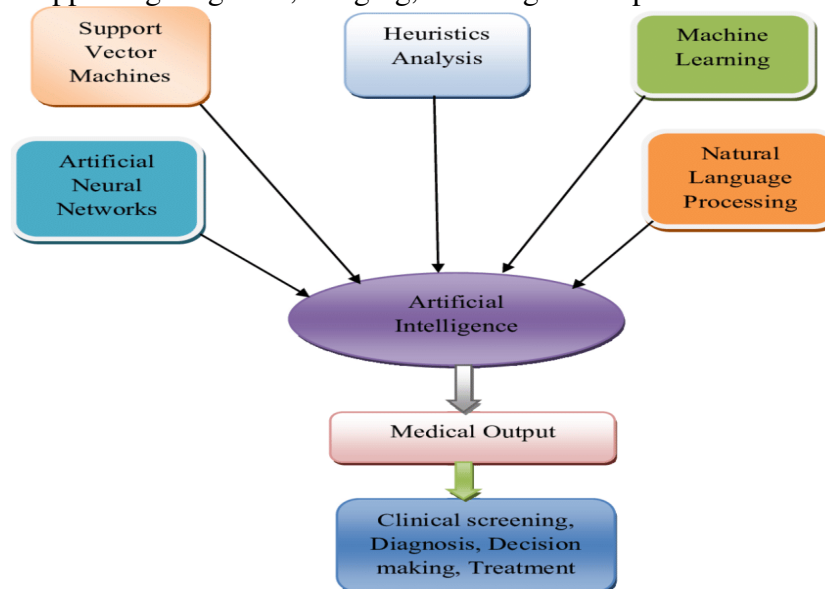 Support
Vector
Machines
Heuristics
Analysis
Machine
Learning
Artificial
Neural
Networks
Natural
Language
Processing
Artificial
Intelligence
Medical Output
Clinical screening,
Diagnosis, Decision
making, Treatment